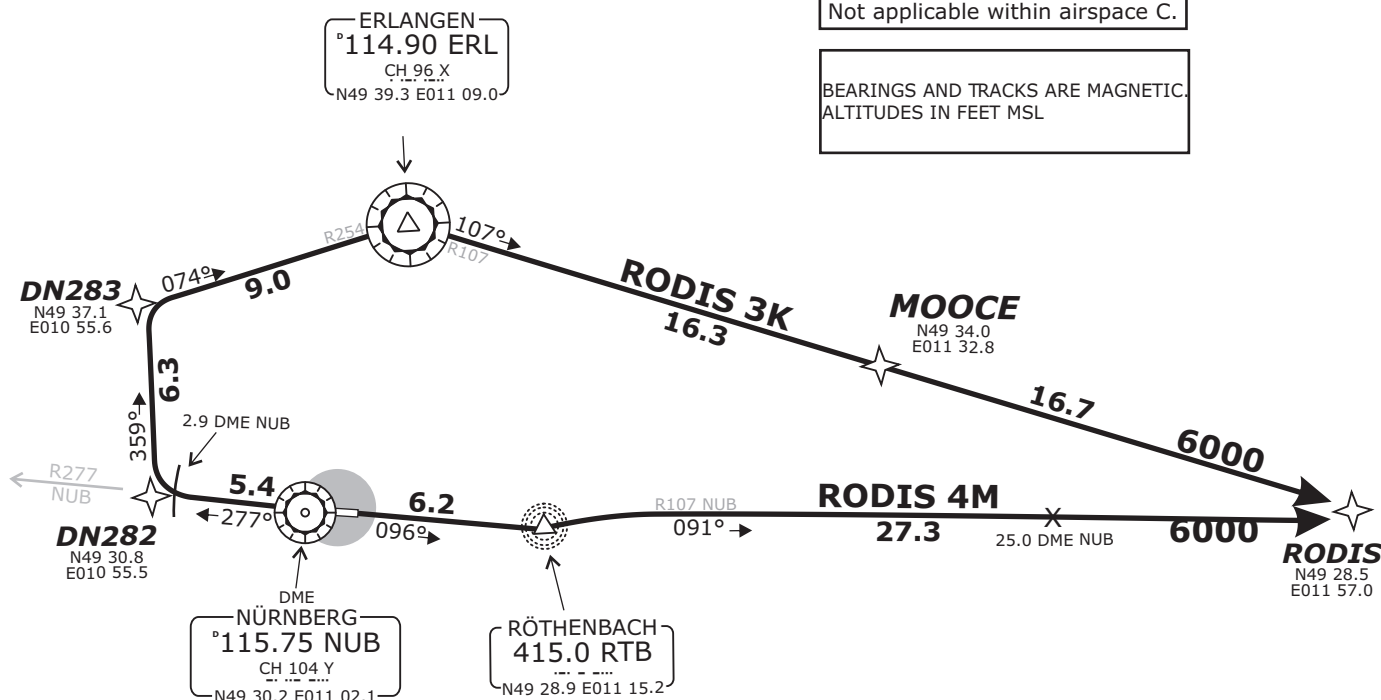 Not applicable within airspace C.
BEARINGS AND TRACKS ARE MAGNETIC.
ALTITUDES IN FEET MSL
ERLANGEN
D 114.90 ERL
CH 96 X
N49 39.3 E011 09.0
R254
107°
R107
074°
9.0
DN283
N49 37.1
E010 55.6
RODIS 3K
16.3
MOOCE
N49 34.0
E011 32.8
16.7
6000
6.3
359°
2.9 DME NUB
R277
NUB
5.4
277°
DN282
N49 30.8
E010 55.5
6.2
096°
R107 NUB
091°
RODIS 4M
27.3
X
25.0 DME NUB
6000
RODIS
N49 28.5
E011 57.0
DME
NÜRNBERG
D 115.75 NUB
CH 104 Y
N49 30.2 E011 02.1
RÖTHENBACH
415.0 RTB
N49 28.9 E011 15.2